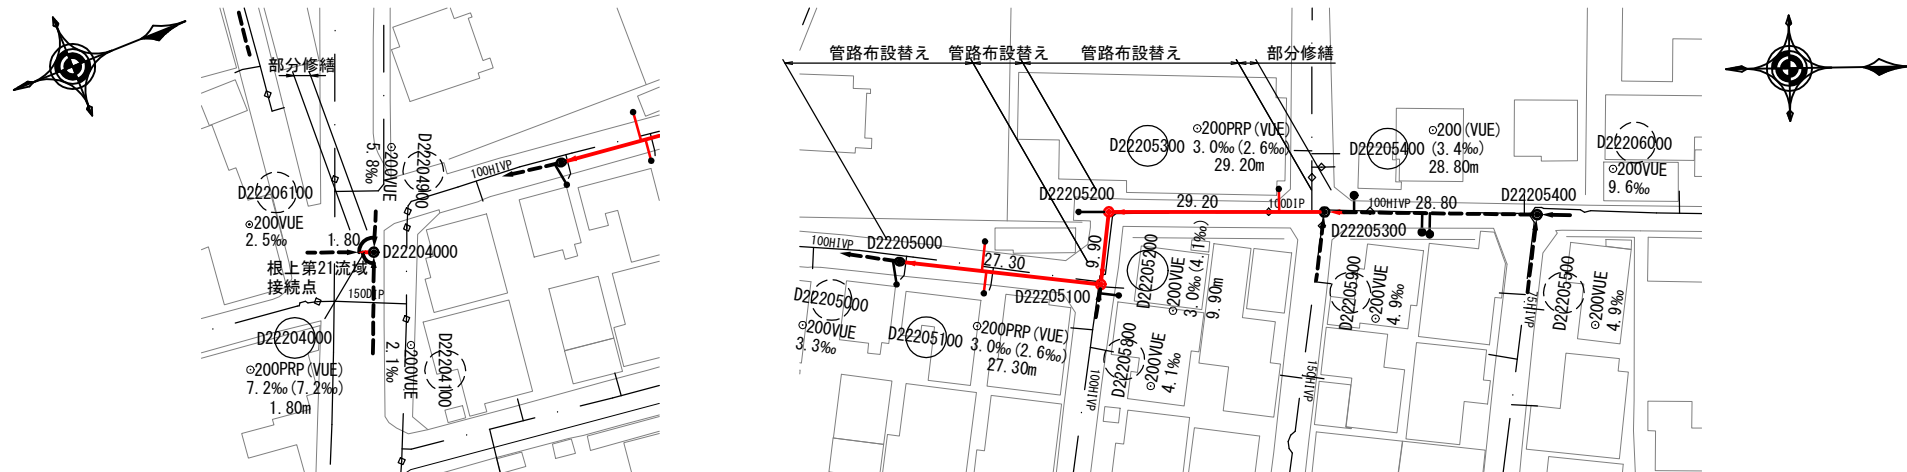 部分修繕
D22204900
⊙200VUE
5.8‰
100HIVP
D22206100
⊙200VUE
2.5‰
1.80
D22204000
根上第21流域
接続点
150DIP
D22204000
⊙200PRP(VUE)
7.2‰(7.2‰)
1.80m
⊙200VUE
2.1‰
D22204100
管路布設替え
管路布設替え
管路布設替え
部分修繕
D22205300
⊙200PRP(VUE)
3.0‰(2.6‰)
29.20m
D22205400
⊙200(VUE)
(3.4‰)
28.80m
D22206000
⊙200VUE
9.6‰
D22205200
29.20
100DIP
100HIVP
28.80
D22205400
D22205300
100HIVP
D22205000
27.30
9.90
D22205100
D22205200
⊙200VUE
3.0‰(4.1‰)
9.90m
D22205900
⊙200VUE
4.9‰
75HIVP
D22205500
⊙200VUE
4.9‰
D22205000
⊙200VUE
3.3‰
D22205100
⊙200PRP(VUE)
3.0‰(2.6‰)
27.30m
100HIVP
D22205800
⊙200VUE
4.1‰
150HIVP